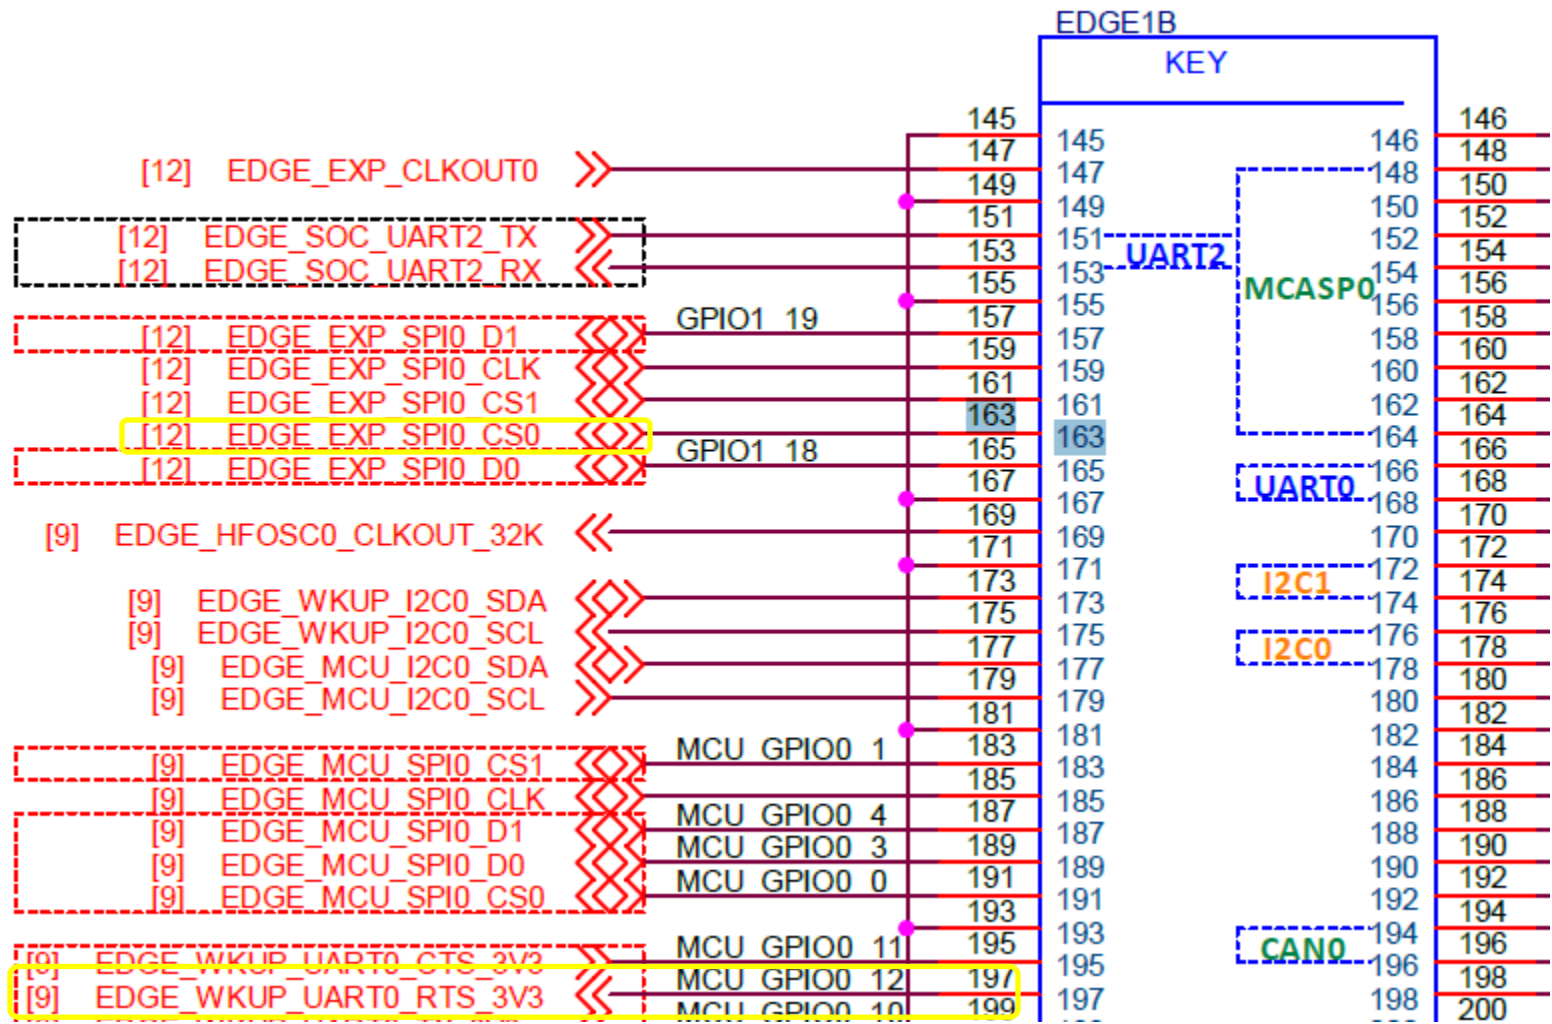 EDGE1B
KEY
145 145 146 146
[12] EDGE_EXP_CLKOUT0 147 147 148 148
149 149 150 150
[12] EDGE_SOC_UART2_TX 151 151 152 152
UART2
[12] EDGE_SOC_UART2_RX 153 153 154 154
MCASP0
155 155 156 156
[12] EDGE_EXP_SPI0_D1 GPIO1_19 157 157 158 158
[12] EDGE_EXP_SPI0_CLK 159 159 160 160
[12] EDGE_EXP_SPI0_CS1 161 161 162 162
[12] EDGE_EXP_SPI0_CS0 163 163 164 164
[12] EDGE_EXP_SPI0_D0 GPIO1_18 165 165 166 166
UART0
167 167 168 168
[9] EDGE_HFOSC0_CLKOUT_32K 169 169 170 170
171 171 172 172
I2C1
[9] EDGE_WKUP_I2C0_SDA 173 173 174 174
[9] EDGE_WKUP_I2C0_SCL 175 175 176 176
I2C0
[9] EDGE_MCU_I2C0_SDA 177 177 178 178
[9] EDGE_MCU_I2C0_SCL 179 179 180 180
181 181 182 182
[9] EDGE_MCU_SPI0_CS1 MCU_GPIO0_1 183 183 184 184
[9] EDGE_MCU_SPI0_CLK 185 185 186 186
[9] EDGE_MCU_SPI0_D1 MCU_GPIO0_4 187 187 188 188
[9] EDGE_MCU_SPI0_D0 MCU_GPIO0_3 189 189 190 190
[9] EDGE_MCU_SPI0_CS0 MCU_GPIO0_0 191 191 192 192
193 193 194 194
CAN0
[9] EDGE_WKUP_UART0_CTS_3V3 MCU_GPIO0_11 195 195 196 196
[9] EDGE_WKUP_UART0_RTS_3V3 MCU_GPIO0_12 197 197 198 198
MCU_GPIO0_10 199 200